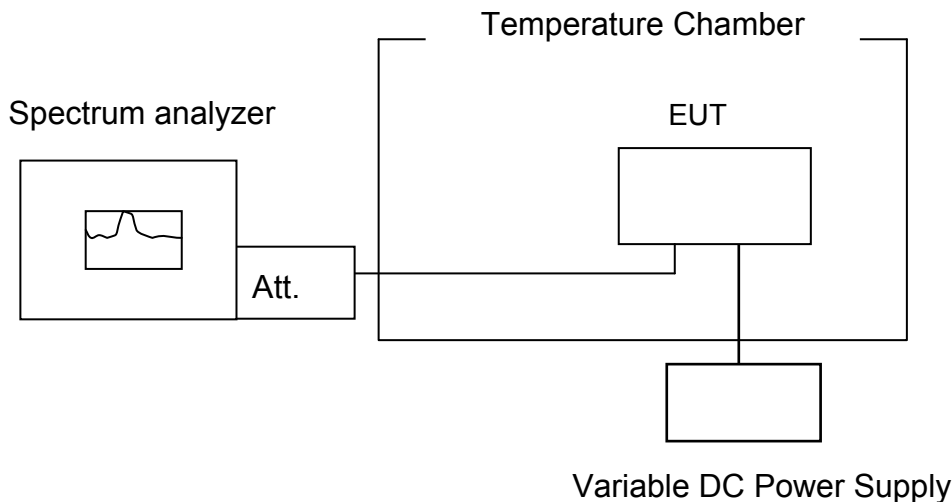 Temperature Chamber
Spectrum analyzer
EUT
Att.
Variable DC Power Supply